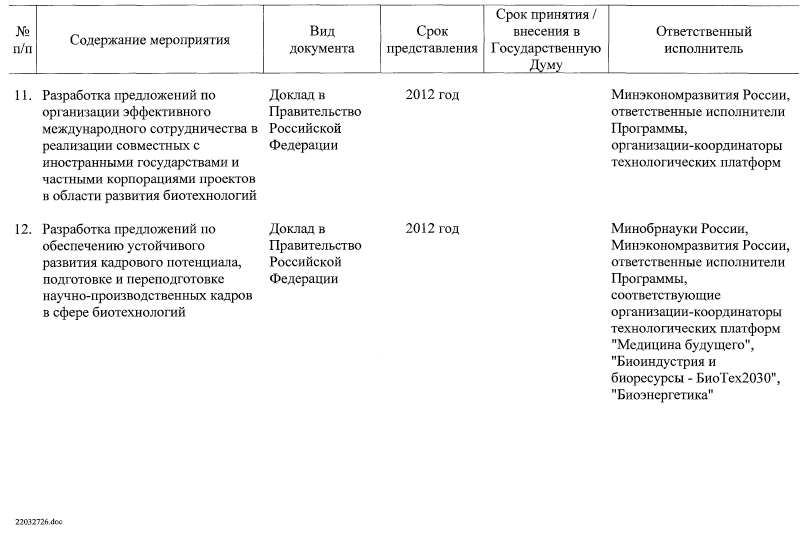 № п/п
Содержание мероприятия
Вид документа
Срок представления
Срок принятия / внесения в Государственную Думу
Ответственный исполнитель
11.
Разработка предложений по
организации эффективного
международного сотрудничества в
реализации совместных с
иностранными государствами и
частными корпорациями проектов
в области развития биотехнологий
Доклад в
Правительство
Российской
Федерации
2012 год
Минэкономразвития России,
ответственные исполнители
Программы,
организации-координаторы
технологических платформ
12.
Разработка предложений по
обеспечению устойчивого
развития кадрового потенциала,
подготовке и переподготовке
научно-производственных кадров
в сфере биотехнологий
Доклад в
Правительство
Российской
Федерации
2012 год
Минобрнауки России,
Минэкономразвития России,
ответственные исполнители
Программы,
соответствующие
организации-координаторы
технологических платформ
"Медицина будущего",
"Биоиндустрия и
биоресурсы - БиоТех2030",
"Биоэнергетика"
22032726.doc